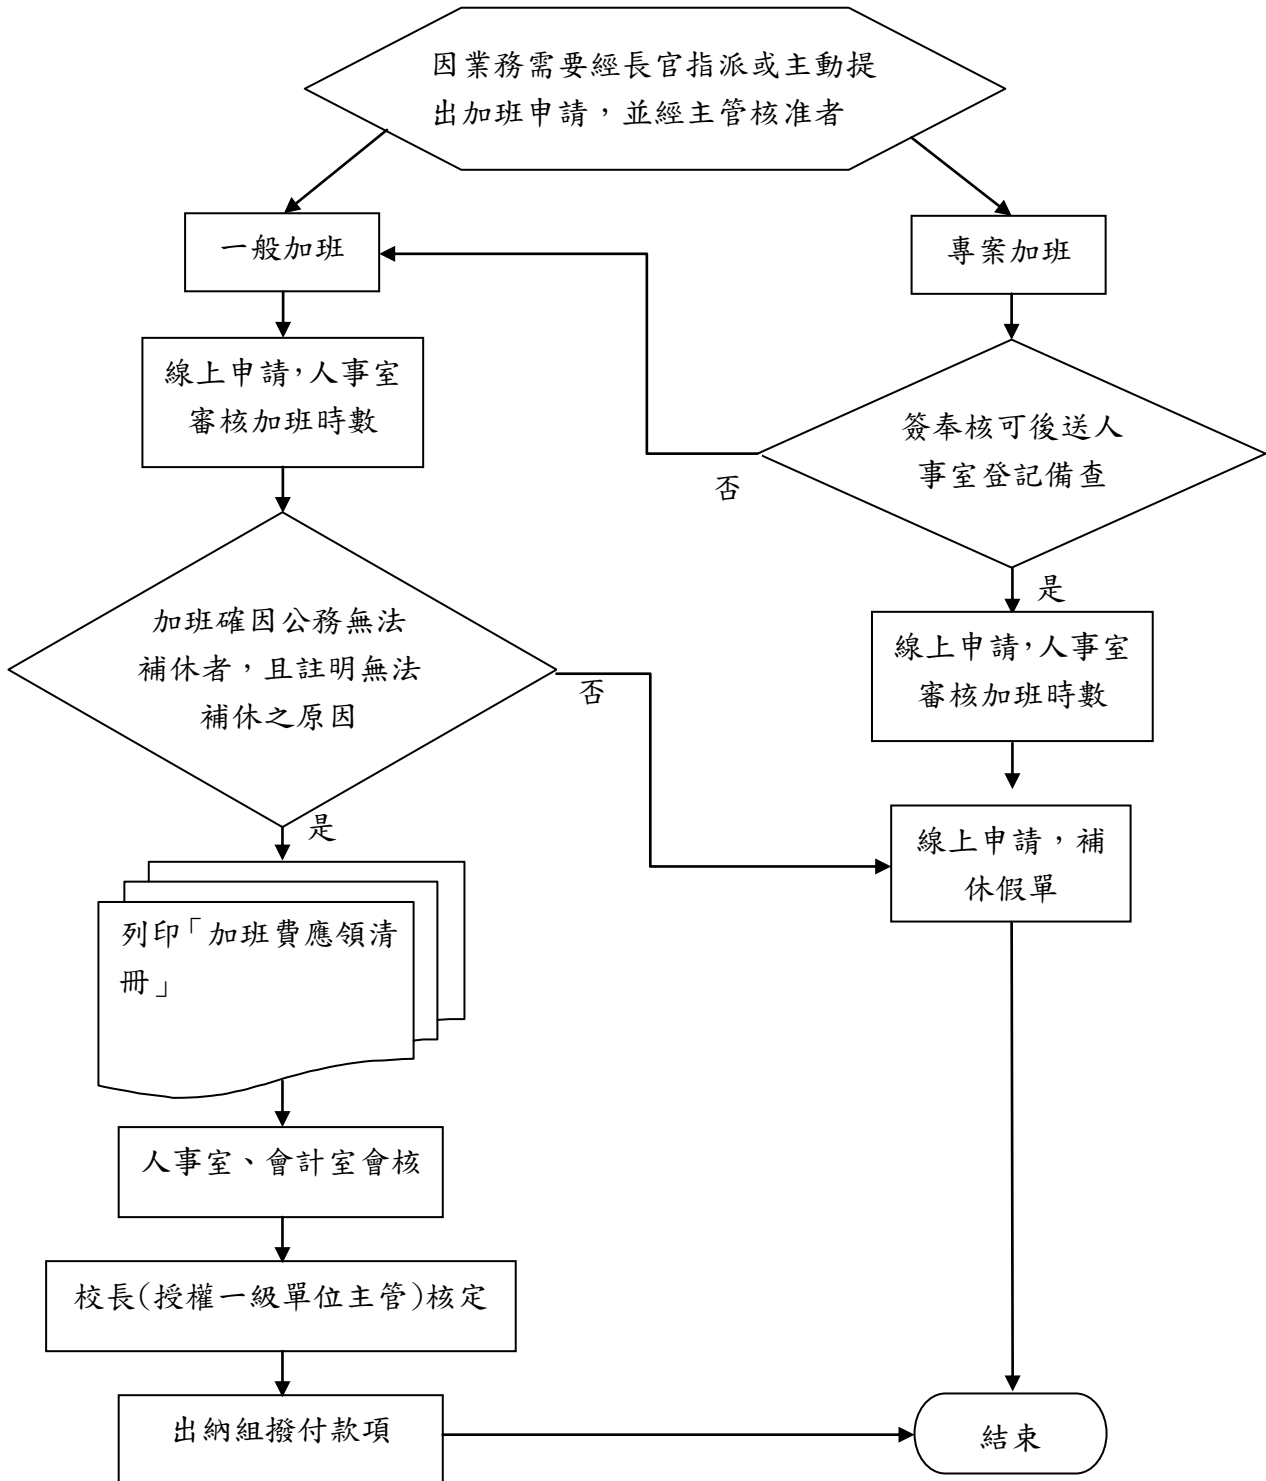 因業務需要經長官指派或主動提
出加班申請，並經主管核准者
一般加班
專案加班
線上申請，人事室
審核加班時數
簽奉核可後送人
事室登記備查
否
是
加班確因公務無法
補休者，且註明無法
補休之原因
否
是
線上申請，人事室
審核加班時數
線上申請，補
休假單
列印「加班費應領清
冊」
人事室、會計室會核
校長(授權一級單位主管)核定
出納組撥付款項
結束